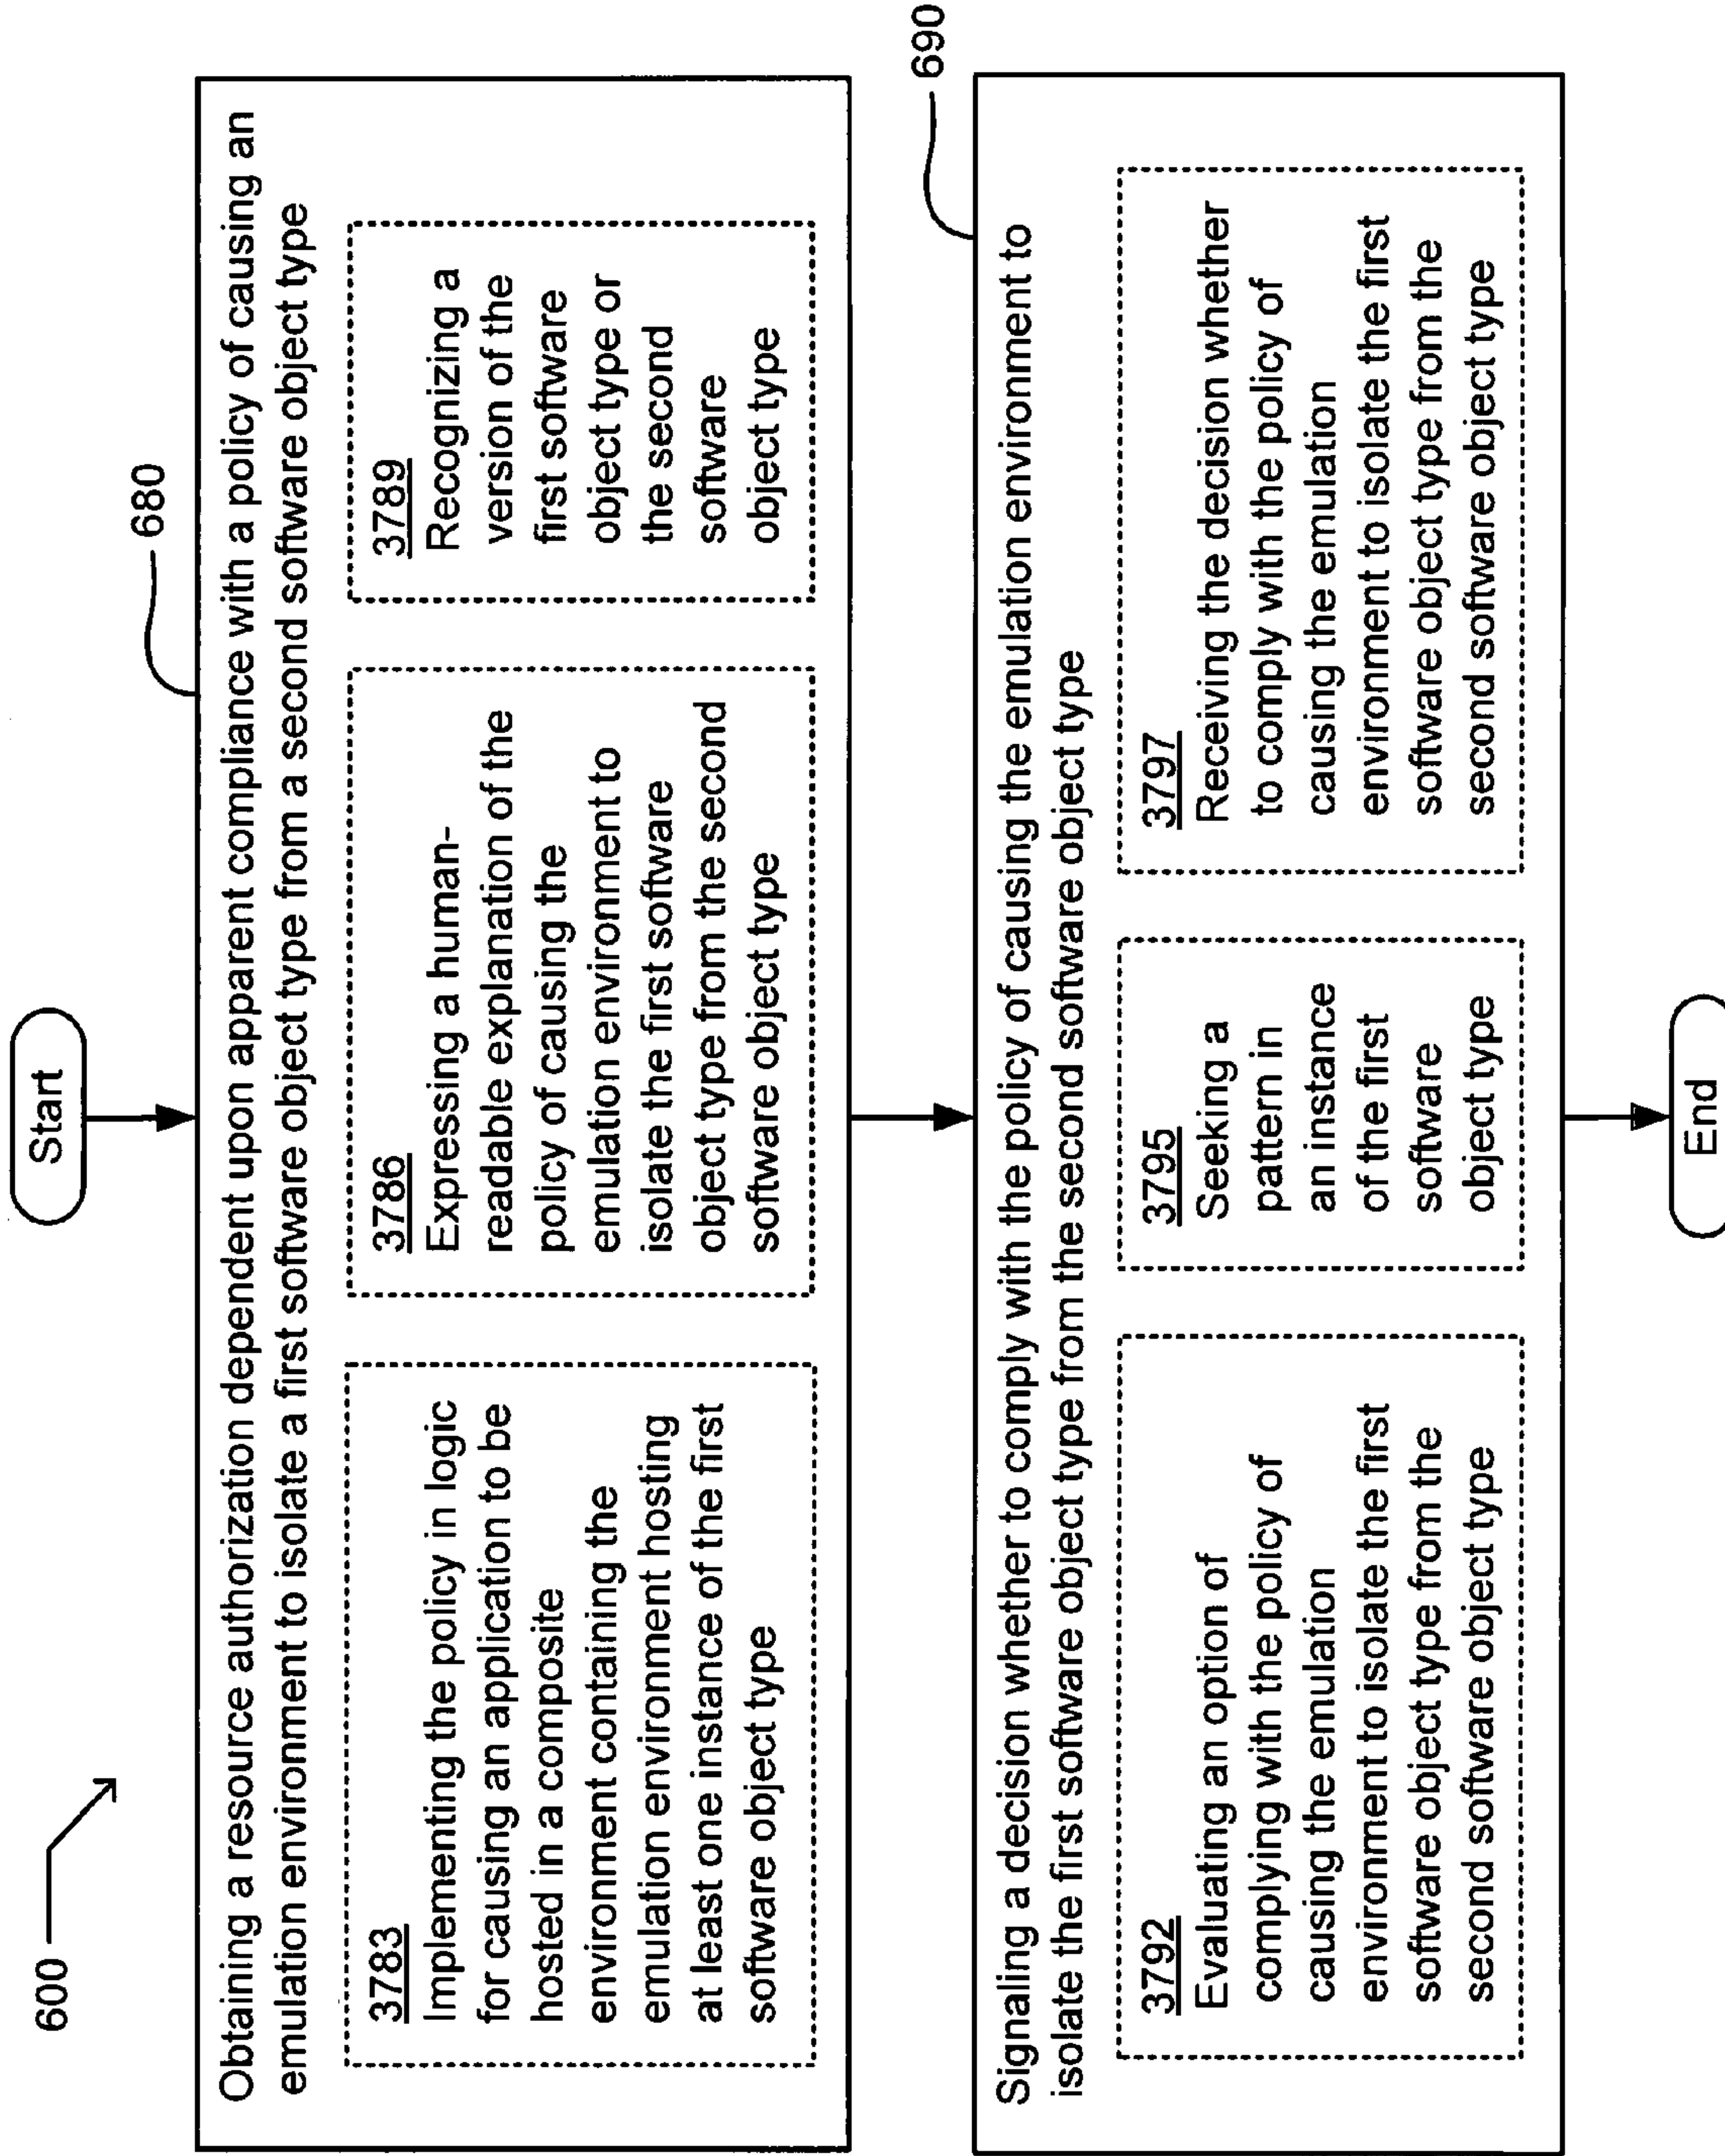 600
Start
680
Obtaining a resource authorization dependent upon apparent compliance with a policy of causing an
emulation environment to isolate a first software object type from a second software object type
3783
Implementing the policy in logic
for causing an application to be
hosted in a composite
environment containing the
emulation environment hosting
at least one instance of the first
software object type
3786
Expressing a human-
readable explanation of the
policy of causing the
emulation environment to
isolate the first software
object type from the second
software object type
3789
Recognizing a
version of the
first software
object type or
the second
software
object type
690
Signaling a decision whether to comply with the policy of causing the emulation environment to
isolate the first software object type from the second software object type
3792
Evaluating an option of
complying with the policy of
causing the emulation
environment to isolate the first
software object type from the
second software object type
3795
Seeking a
pattern in
an instance
of the first
software
object type
3797
Receiving the decision whether
to comply with the policy of
causing the emulation
environment to isolate the first
software object type from the
second software object type
End